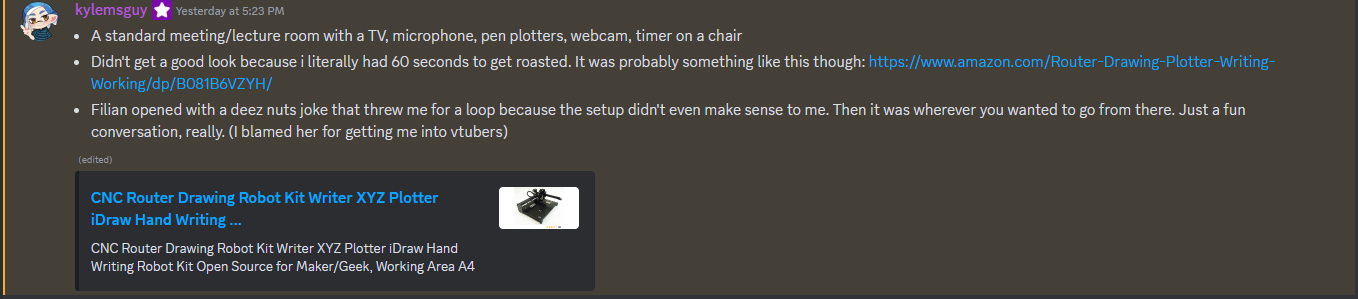 kylemsguy Yesterday at 5:23 PM
• A standard meeting/lecture room with a TV, microphone, pen plotters, webcam, timer on a chair
• Didn't get a good look because i literally had 60 seconds to get roasted. It was probably something like this though: https://www.amazon.com/Router-Drawing-Plotter-Writing-
Working/dp/B081B6VZYH/
• Filian opened with a deez nuts joke that threw me for a loop because the setup didn't even make sense to me. Then it was wherever you wanted to go from there. Just a fun
conversation, really. (I blamed her for getting me into vtubers)
(edited)
CNC Router Drawing Robot Kit Writer XYZ Plotter
iDraw Hand Writing ...
CNC Router Drawing Robot Kit Writer XYZ Plotter iDraw Hand
Writing Robot Kit Open Source for Maker/Geek, Working Area A4